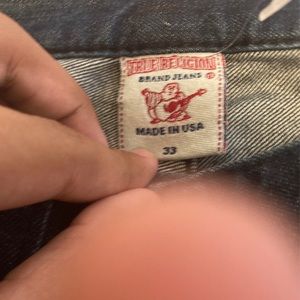 TRUE RELIGION
BRAND JEANS
MADE IN USA
33